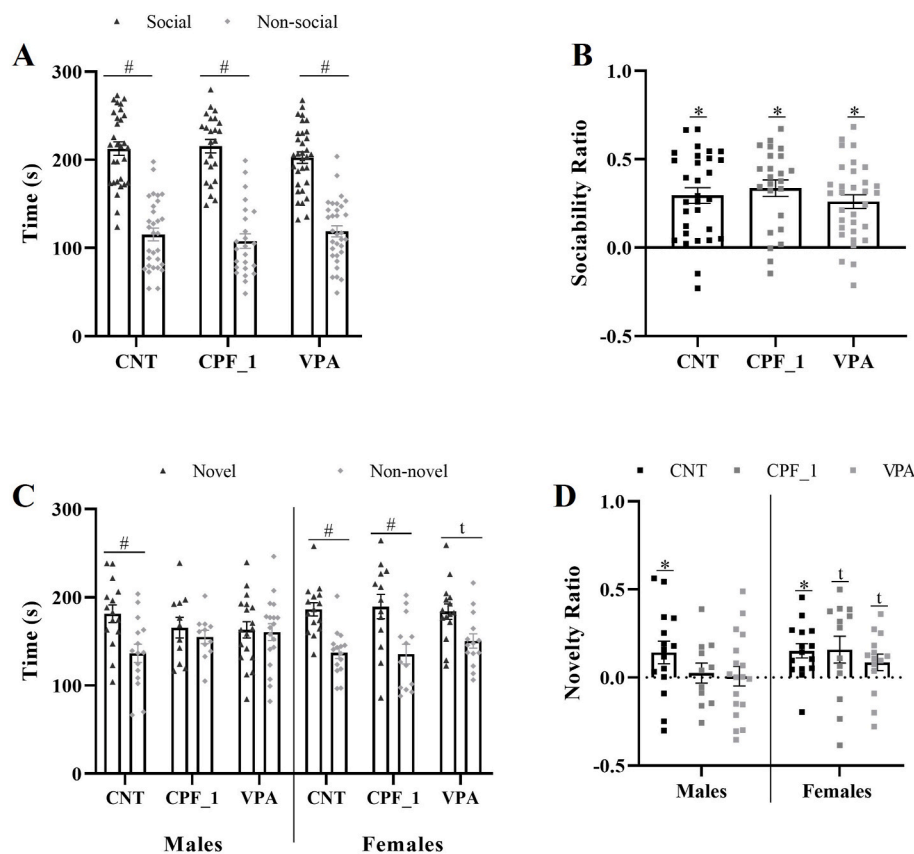 Social Non-social
A
# # #
300
200
100
0
Time (s)
CNT CPF_1 VPA
B
* * *
1.0
0.5
0.0
-0.5
Sociability Ratio
CNT CPF_1 VPA
Novel Non-novel
C
# # # t
300
200
100
0
Time (s)
CNT CPF_1 VPA CNT CPF_1 VPA
Males Females
CNT CPF_1 VPA
D
* * t t
1.0
0.5
0.0
-0.5
Novelty Ratio
Males Females